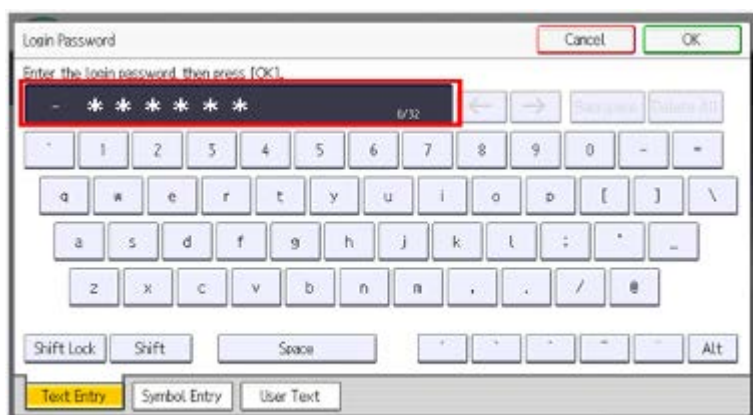 Login Password Cancel OK
Enter the login password, then press [OK].
- ****** 0/32 ← → Backspace Delete All
` 1 2 3 4 5 6 7 8 9 0 - =
q w e r t y u i o p [ ] \
a s d f g h j k l ; ' _
z x c v b n m , . / @
Shift Lock Shift Space Alt
Text Entry Symbol Entry User Text